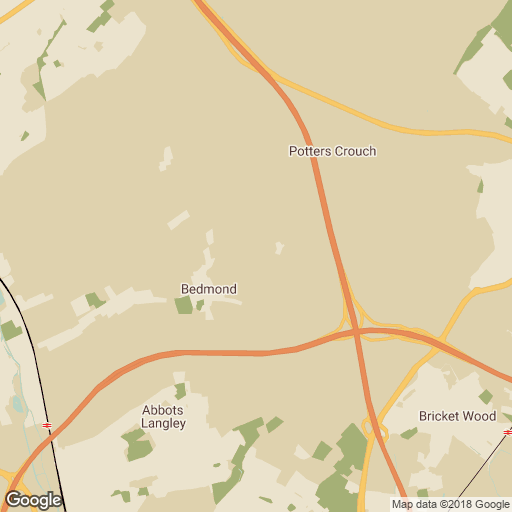 Potters Crouch
Bedmond
Abbots
Langley
Bricket Wood
Google
Map data ©2018 Google